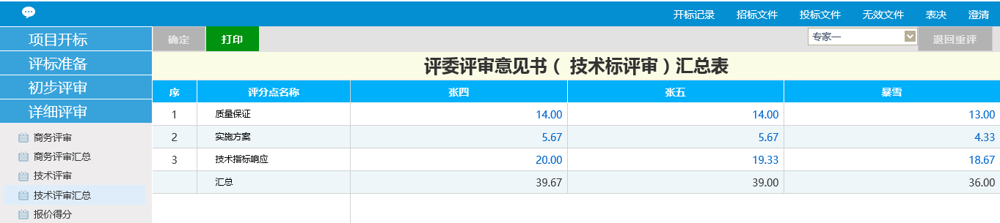 开标记录 招标文件 投标文件 无效文件 表决 澄清
项目开标
评标准备
初步评审
详细评审
商务评审
商务评审汇总
技术评审
技术评审汇总
报价得分
确定 打印 专家一 退回重评
评委评审意见书（ 技术标评审）汇总表
序 评分点名称 张四 张五 暴雪
1 质量保证 14.00 14.00 13.00
2 实施方案 5.67 5.67 4.33
3 技术指标响应 20.00 19.33 18.67
汇总 39.67 39.00 36.00